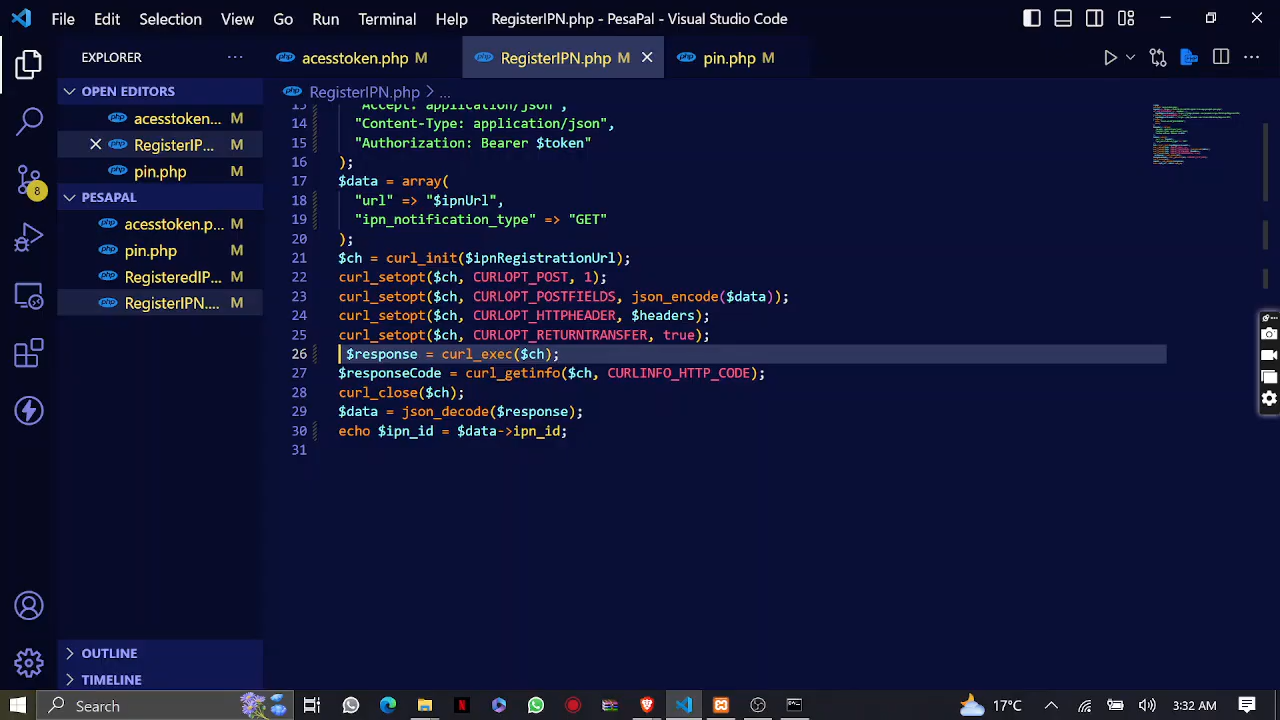 File Edit Selection View Go Run Terminal Help RegisterIPN.php - PesaPal - Visual Studio Code
EXPLORER ···
acesstoken.php M
RegisterIPN.php M
pin.php M
OPEN EDITORS
RegisterIPN.php > ...
acesstoken... M
RegisterIP... M
pin.php M
PESAPAL
acesstoken.p... M
pin.php M
RegisteredIP... M
RegisterIPN.... M
8
13 "Accept: application/json",
14 "Content-Type: application/json",
15 "Authorization: Bearer $token"
16 );
17 $data = array(
18 "url" => "$ipnUrl",
19 "ipn_notification_type" => "GET"
20 );
21 $ch = curl_init($ipnRegistrationUrl);
22 curl_setopt($ch, CURLOPT_POST, 1);
23 curl_setopt($ch, CURLOPT_POSTFIELDS, json_encode($data));
24 curl_setopt($ch, CURLOPT_HTTPHEADER, $headers);
25 curl_setopt($ch, CURLOPT_RETURNTRANSFER, true);
26 $response = curl_exec($ch);
27 $responseCode = curl_getinfo($ch, CURLINFO_HTTP_CODE);
28 curl_close($ch);
29 $data = json_decode($response);
30 echo $ipn_id = $data->ipn_id;
31
OUTLINE
TIMELINE
Search
17°C
3:32 AM